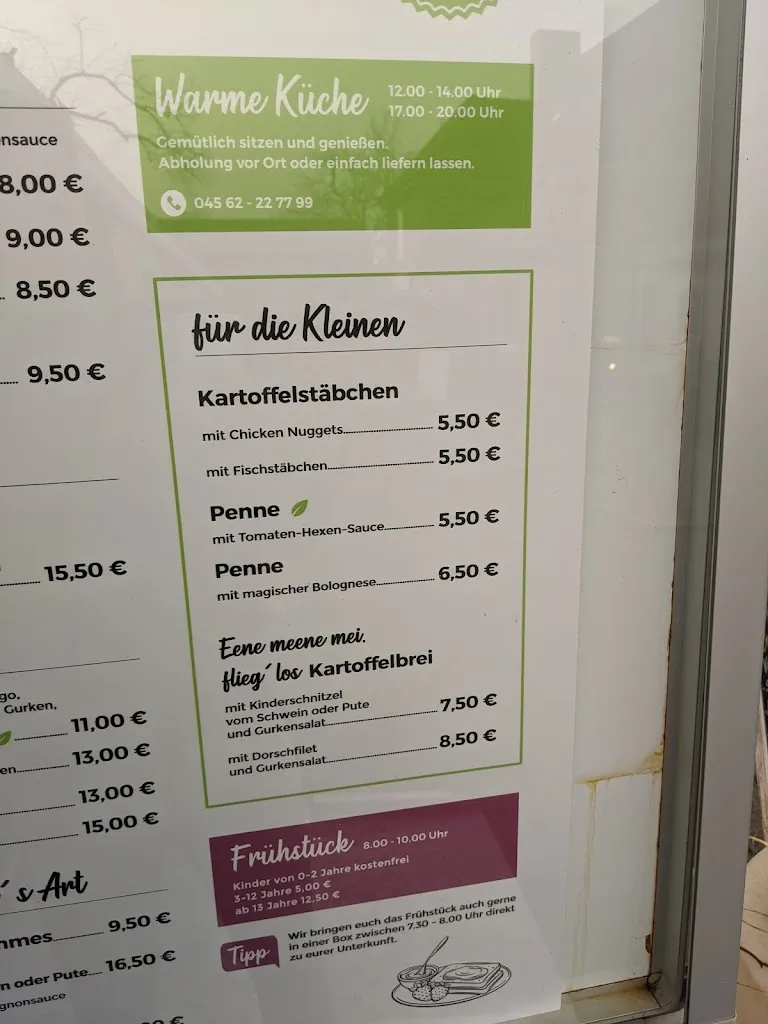 nsauce
8,00 €
9,00 €
8,50 €
9,50 €
15,50 €
go,
Gurken,
11,00 €
en 13,00 €
13,00 €
15,00 €
´s Art
mmes 9,50 €
n oder Pute 16,50 €
gnonsauce
Warme Küche
12.00 - 14.00 Uhr
17.00 - 20.00 Uhr
Gemütlich sitzen und genießen.
Abholung vor Ort oder einfach liefern lassen.
045 62 - 22 77 99
für die Kleinen
Kartoffelstäbchen
mit Chicken Nuggets 5,50 €
mit Fischstäbchen 5,50 €
Penne
mit Tomaten-Hexen-Sauce 5,50 €
Penne
mit magischer Bolognese 6,50 €
Eene meene mei.
flieg´ los Kartoffelbrei
mit Kinderschnitzel
vom Schwein oder Pute
und Gurkensalat 7,50 €
mit Dorschfilet
und Gurkensalat 8,50 €
Frühstück 8.00 - 10.00 Uhr
Kinder von 0-2 Jahre kostenfrei
3-12 Jahre 5,00 €
ab 13 Jahre 12,50 €
Tipp
Wir bringen euch das Frühstück auch gerne
in einer Box zwischen 7.30 - 8.00 Uhr direkt
zu eurer Unterkunft.